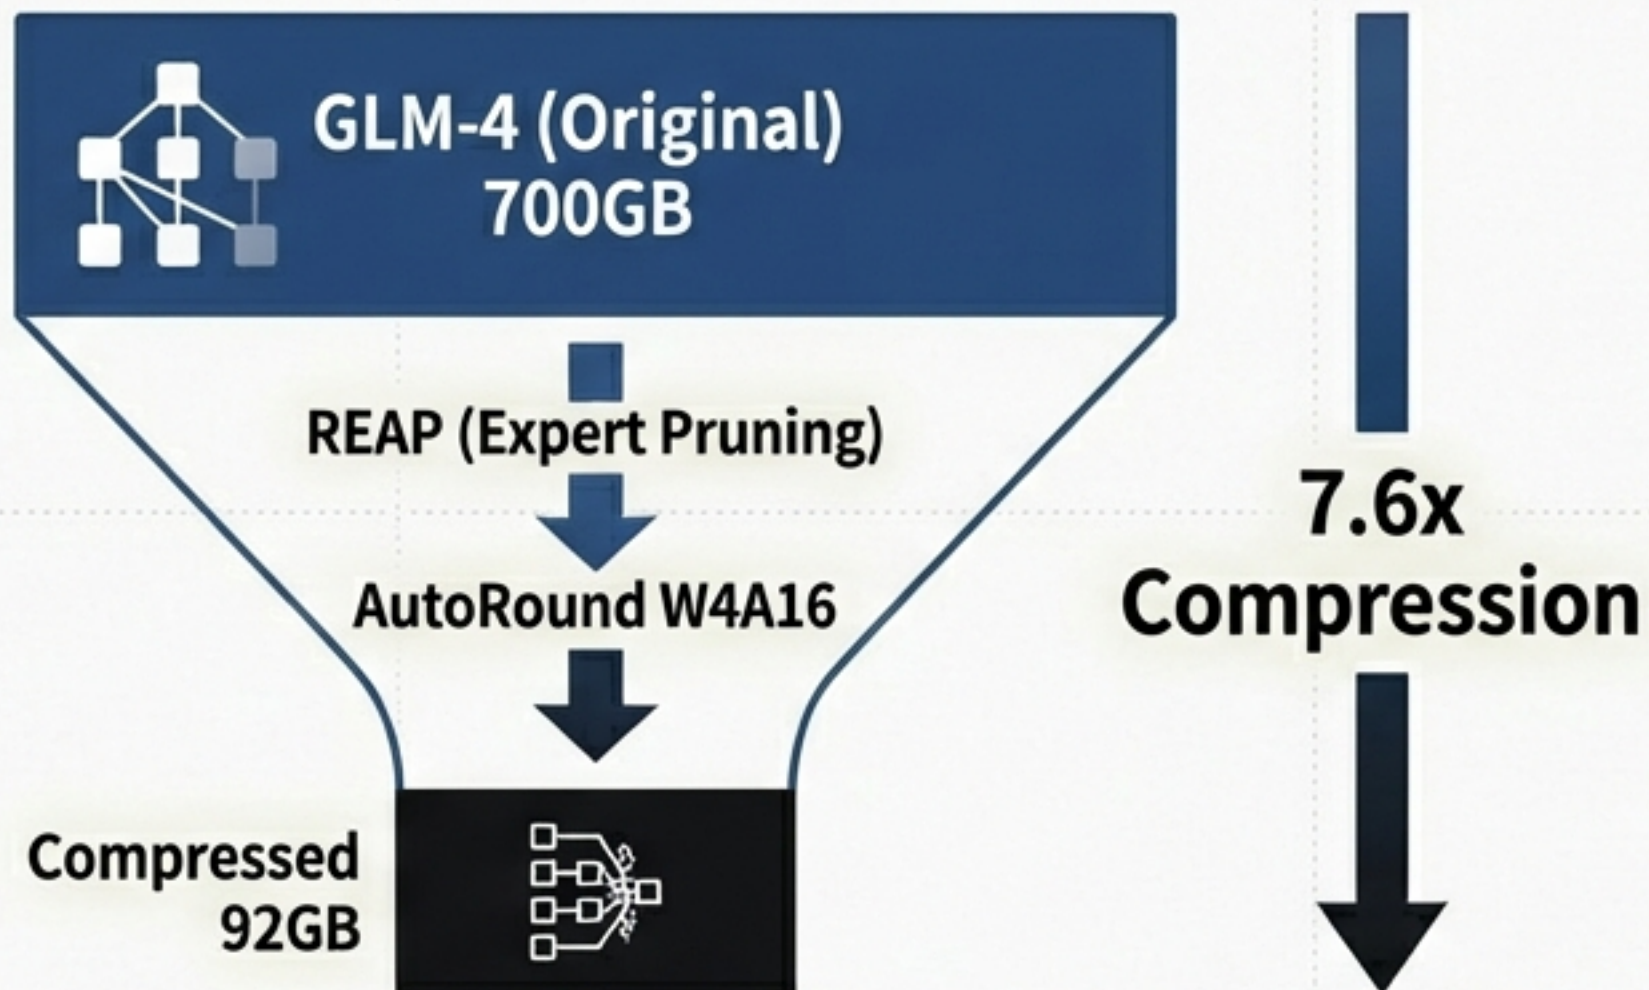 GLM-4 (Original)
700GB
REAP (Expert Pruning)
AutoRound W4A16
7.6x
Compression
Compressed
92GB